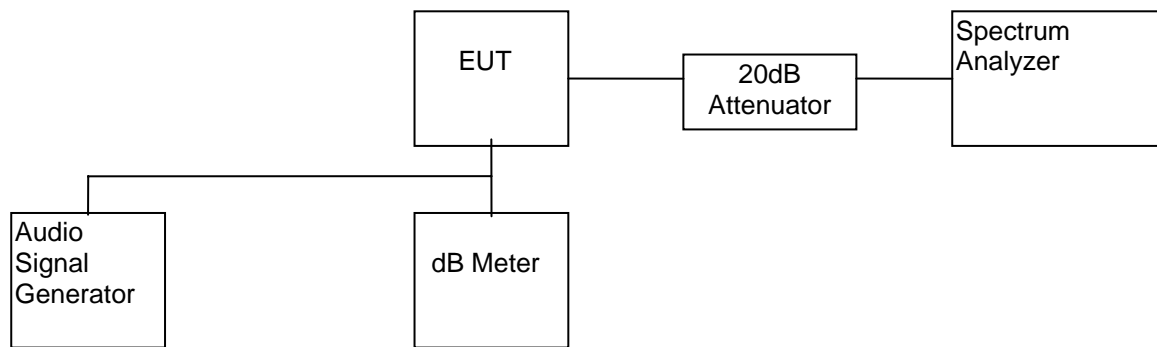 EUT
20dB
Attenuator
Spectrum
Analyzer
Audio
Signal
Generator
dB Meter